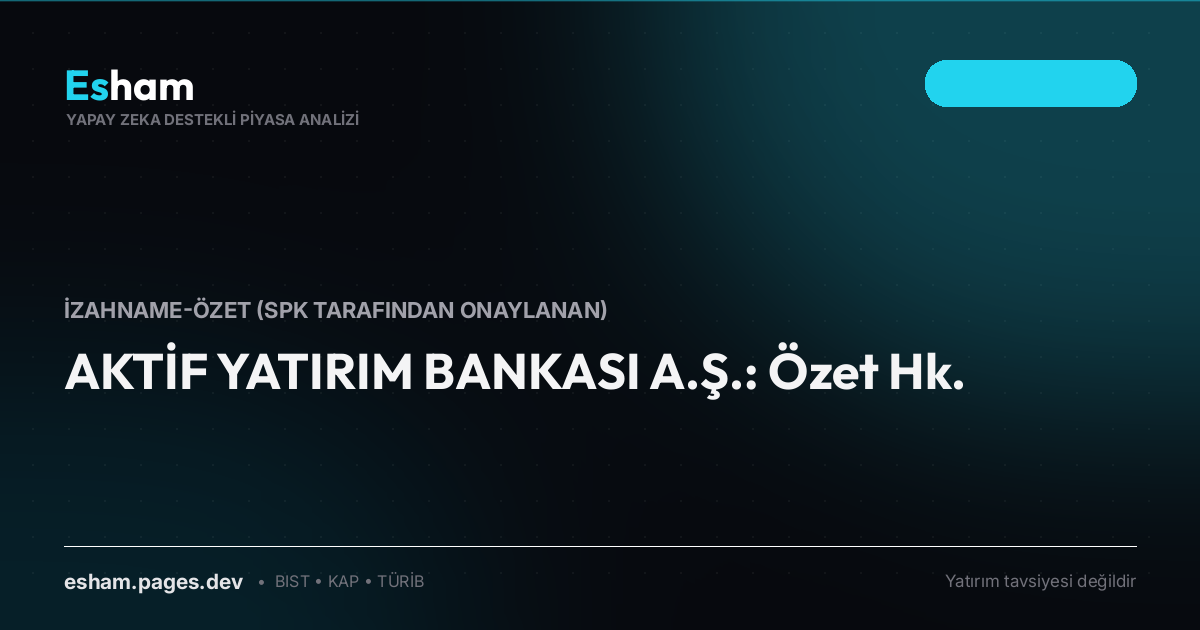 Esham
YAPAY ZEKA DESTEKLİ PİYASA ANALİZİ
İZAHNAME-ÖZET (SPK TARAFINDAN ONAYLANAN)
AKTİF YATIRIM BANKASI A.Ş.: Özet Hk.
esham.pages.dev • BIST • KAP • TÜRİB
Yatırım tavsiyesi değildir